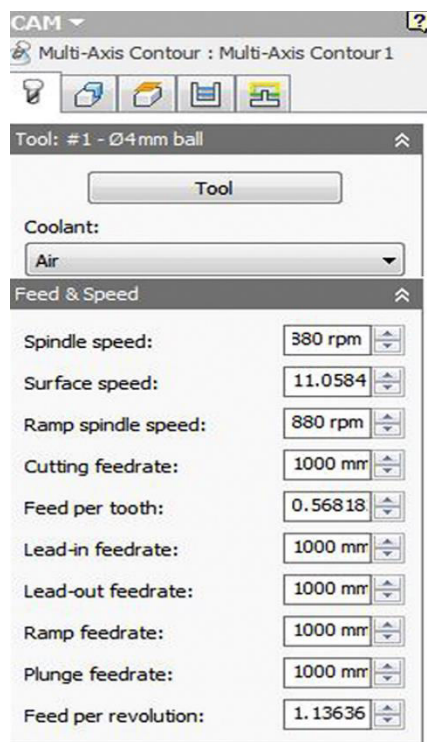 CAM
?
Multi-Axis Contour : Multi-Axis Contour1
Tool: #1 - Ø4mm ball
Tool
Coolant:
Air
Feed & Speed
Spindle speed: 880 rpm
Surface speed: 11.0584
Ramp spindle speed: 880 rpm
Cutting feedrate: 1000 mm
Feed per tooth: 0.56818
Lead-in feedrate: 1000 mm
Lead-out feedrate: 1000 mm
Ramp feedrate: 1000 mm
Plunge feedrate: 1000 mm
Feed per revolution: 1.13636